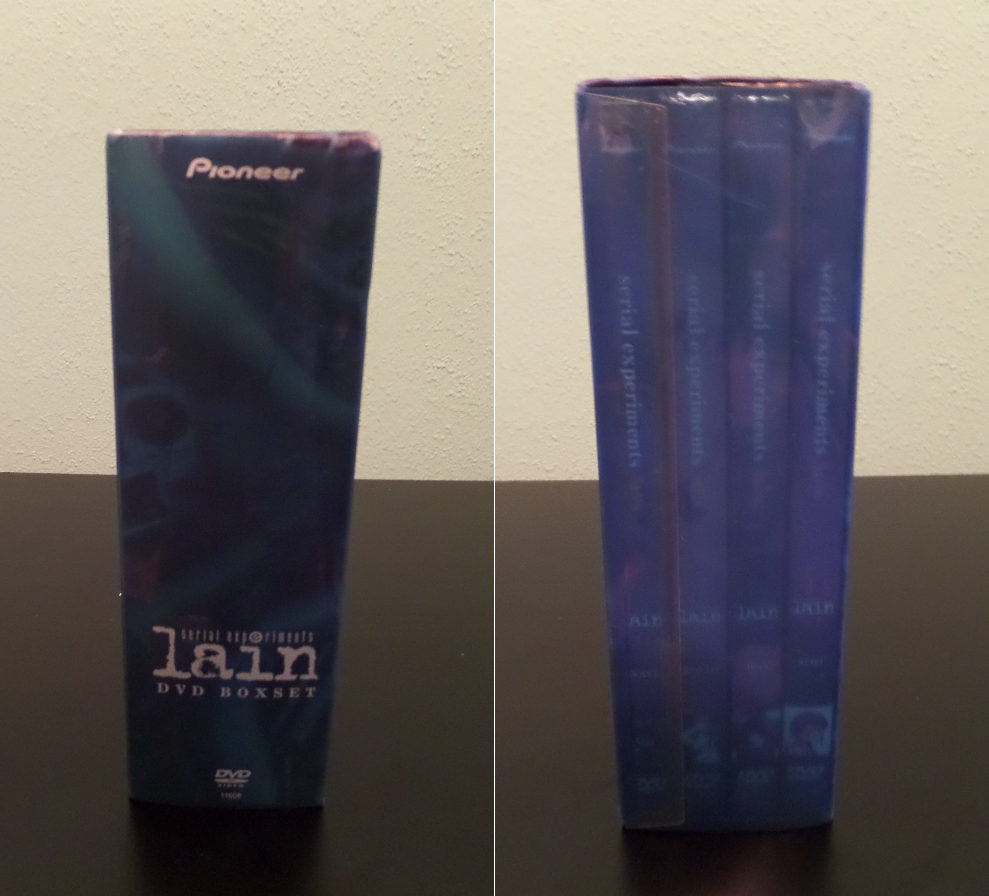 Pioneer
serial experiments
lain
DVD BOXSET
DVD
VIDEO
serial experiments
lain
serial experiments
lain
serial experiments
lain
serial experiments
lain